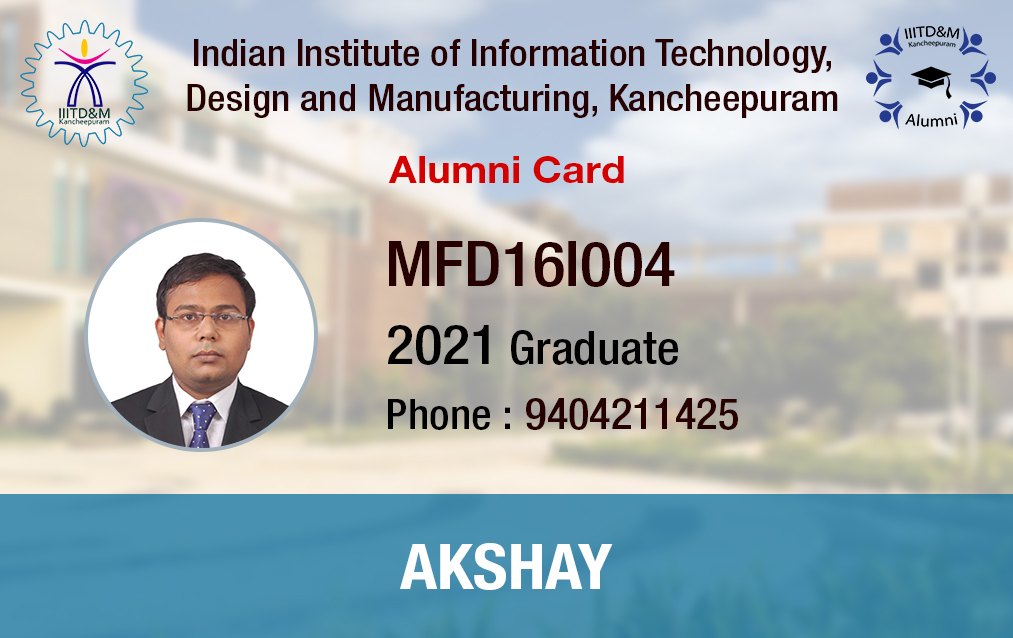 Indian Institute of Information Technology,
Design and Manufacturing, Kancheepuram
IIITD&M
Kancheepuram
IIITD&M
Kancheepuram
Alumni
Alumni Card
MFD16I004
2021 Graduate
Phone : 9404211425
AKSHAY